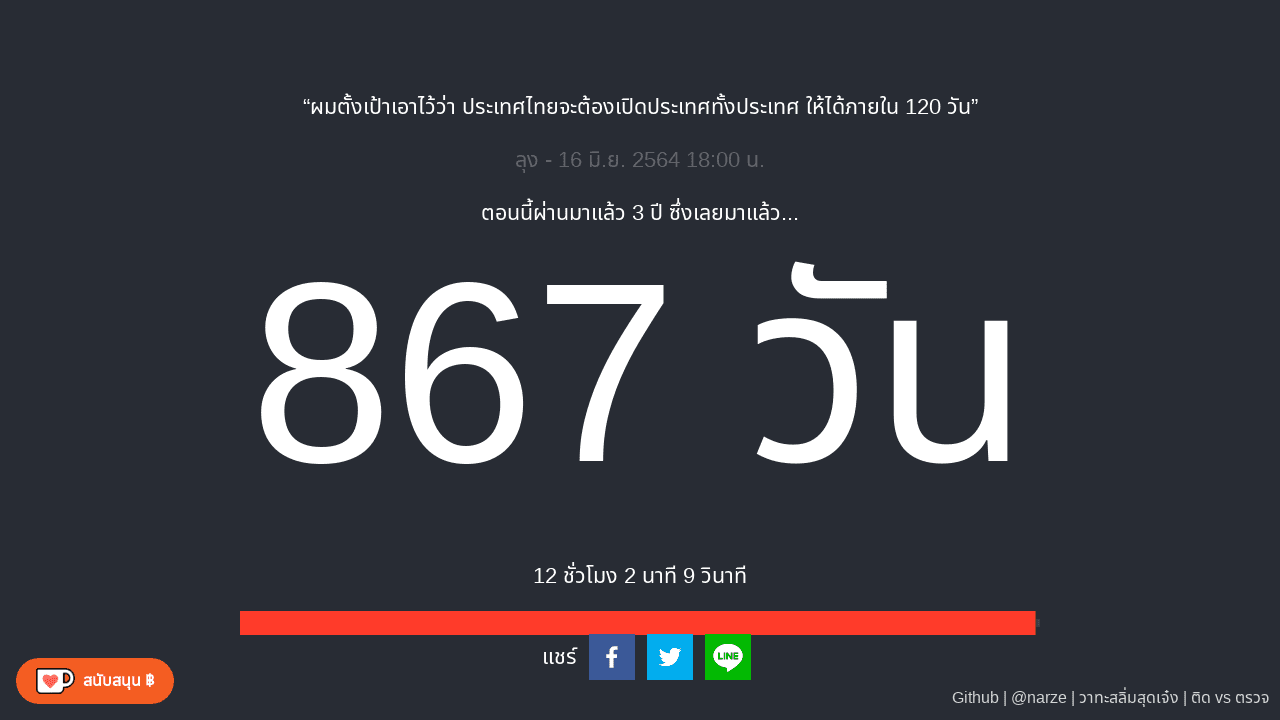 “ผมตั้งเป้าเอาไว้ว่า ประเทศไทยจะต้องเปิดประเทศทั้งประเทศ ให้ได้ภายใน 120 วัน”
ลุง - 16 มิ.ย. 2564 18:00 น.
ตอนนี้ผ่านมาแล้ว 3 ปี ซึ่งเลยมาแล้ว...
867 วัน
12 ชั่วโมง 2 นาที 9 วินาที
แชร์ LINE
สนับสนุน ฿
Github | @narze | วาทะสลิ่มสุดเจ๋ง | ติด vs ตรวจ